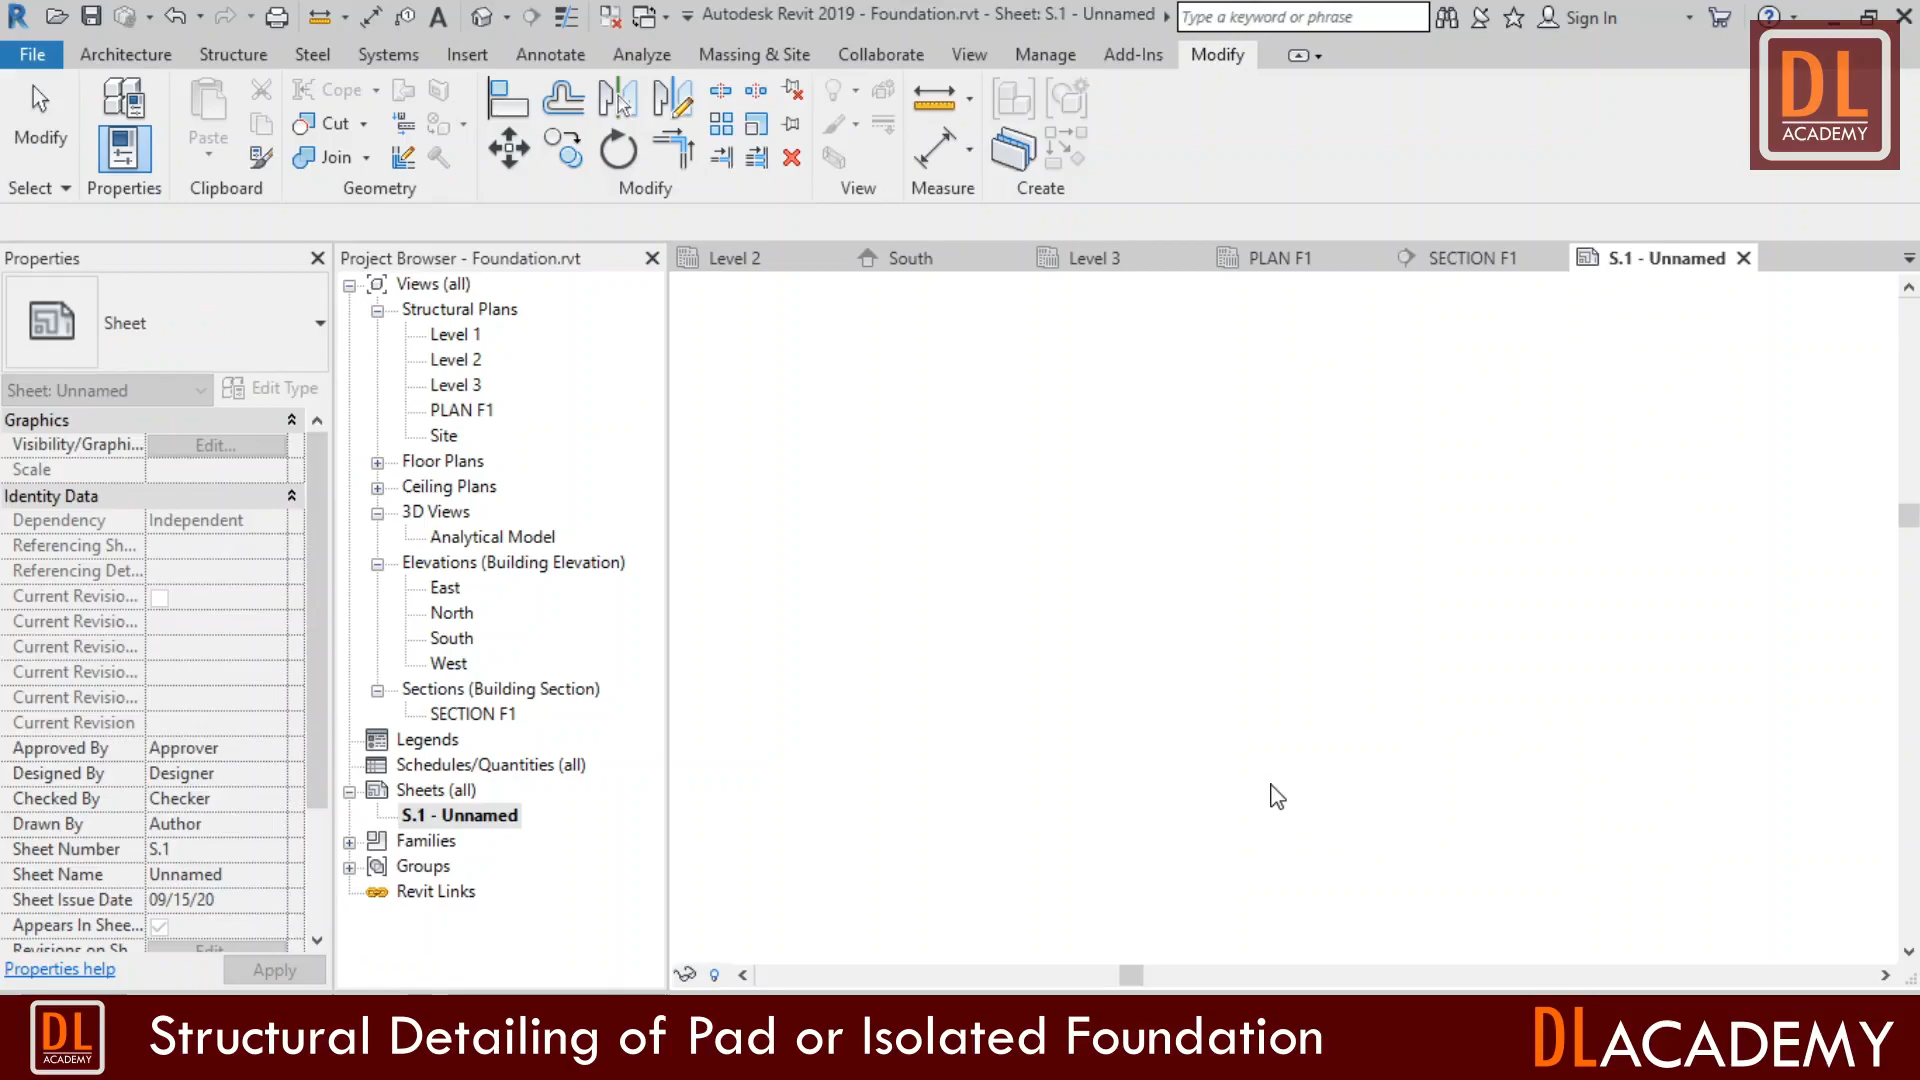 Autodesk Revit 2019 - Foundation.rvt - Sheet: S.1 - Unnamed
Type a keyword or phrase
Sign In
File
Architecture
Structure
Steel
Systems
Insert
Annotate
Analyze
Massing & Site
Collaborate
View
Manage
Add-Ins
Modify
DL
ACADEMY
Modify
Paste
Cope
Cut
Join
Select
Properties
Clipboard
Geometry
Modify
View
Measure
Create
Properties
Sheet
Sheet: Unnamed
Edit Type
Graphics
Visibility/Graphi... Edit...
Scale
Identity Data
Dependency Independent
Referencing Sh...
Referencing Det...
Current Revisio...
Current Revisio...
Current Revisio...
Current Revisio...
Current Revisio...
Current Revision
Approved By Approver
Designed By Designer
Checked By Checker
Drawn By Author
Sheet Number S.1
Sheet Name Unnamed
Sheet Issue Date 09/15/20
Appears In Shee...
Revisions on Sh... Edit...
Properties help
Apply
Project Browser - Foundation.rvt
Views (all)
Structural Plans
Level 1
Level 2
Level 3
PLAN F1
Site
Floor Plans
Ceiling Plans
3D Views
Analytical Model
Elevations (Building Elevation)
East
North
South
West
Sections (Building Section)
SECTION F1
Legends
Schedules/Quantities (all)
Sheets (all)
S.1 - Unnamed
Families
Groups
Revit Links
Level 2
South
Level 3
PLAN F1
SECTION F1
S.1 - Unnamed
DL
ACADEMY
Structural Detailing of Pad or Isolated Foundation
DLACADEMY